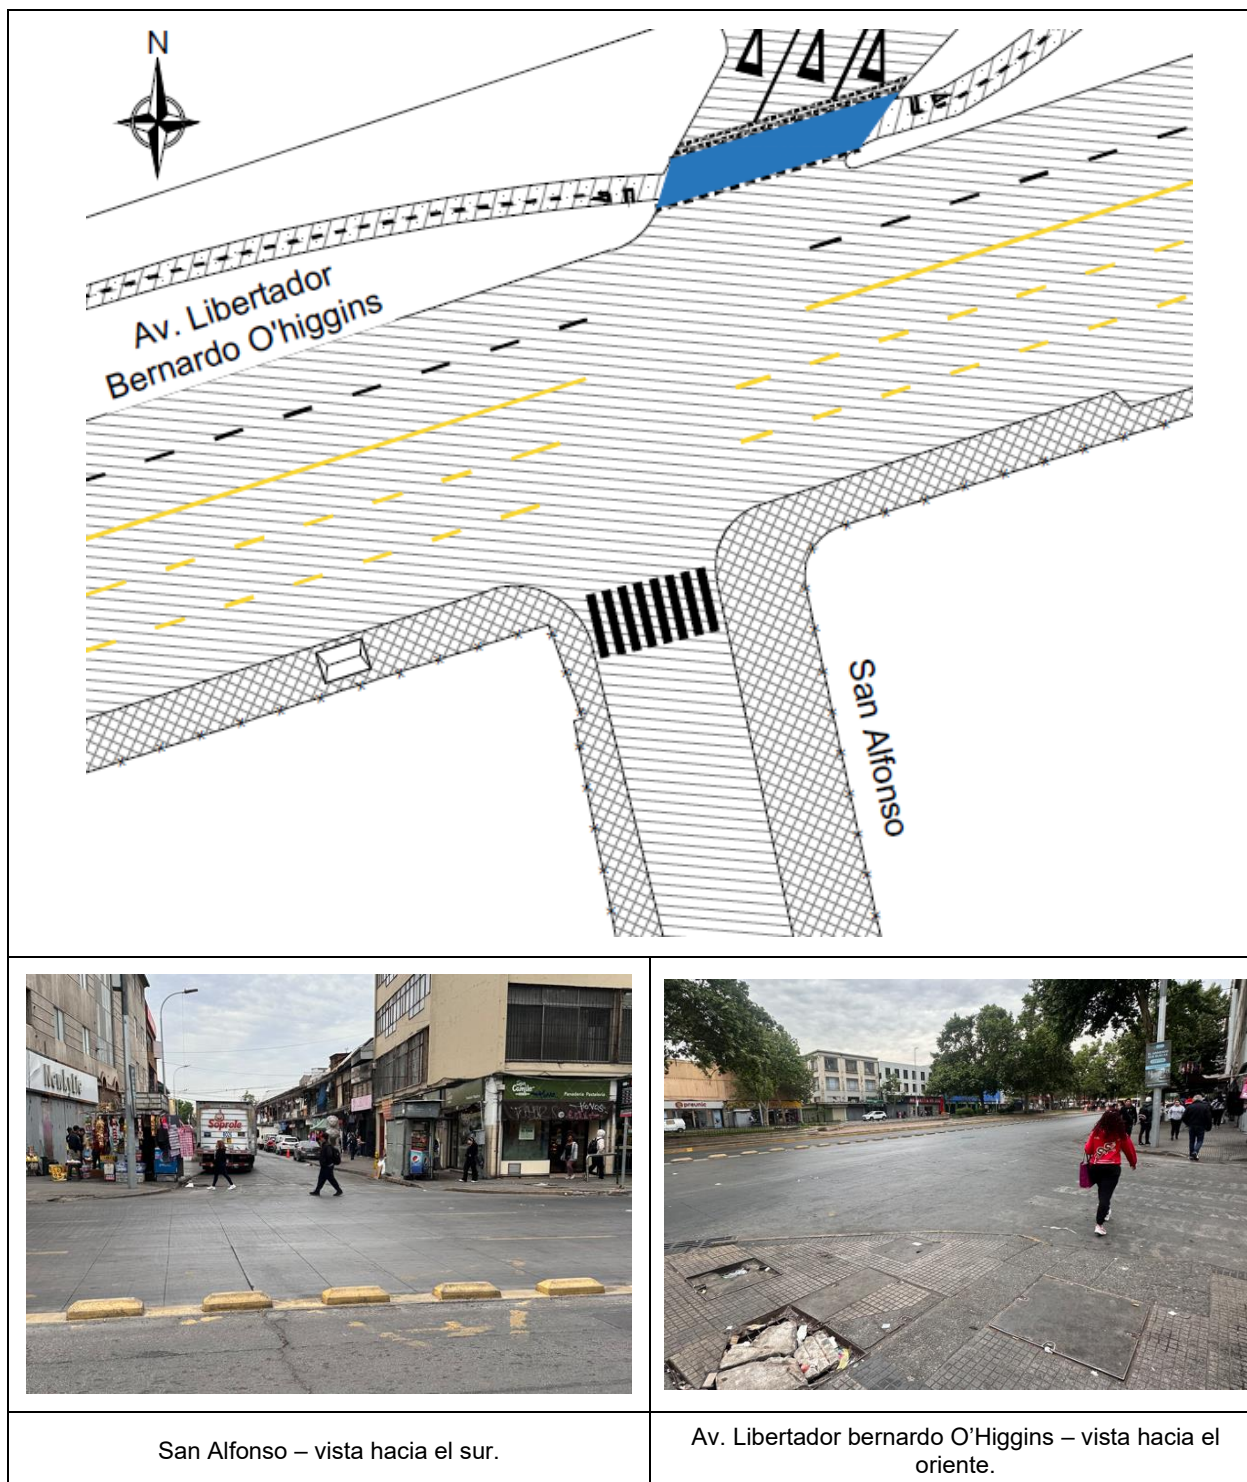 N
Av. Libertador
Bernardo O'higgins
San Alfonso
Soprole
San Alfonso – vista hacia el sur.
Av. Libertador bernardo O’Higgins – vista hacia el
oriente.